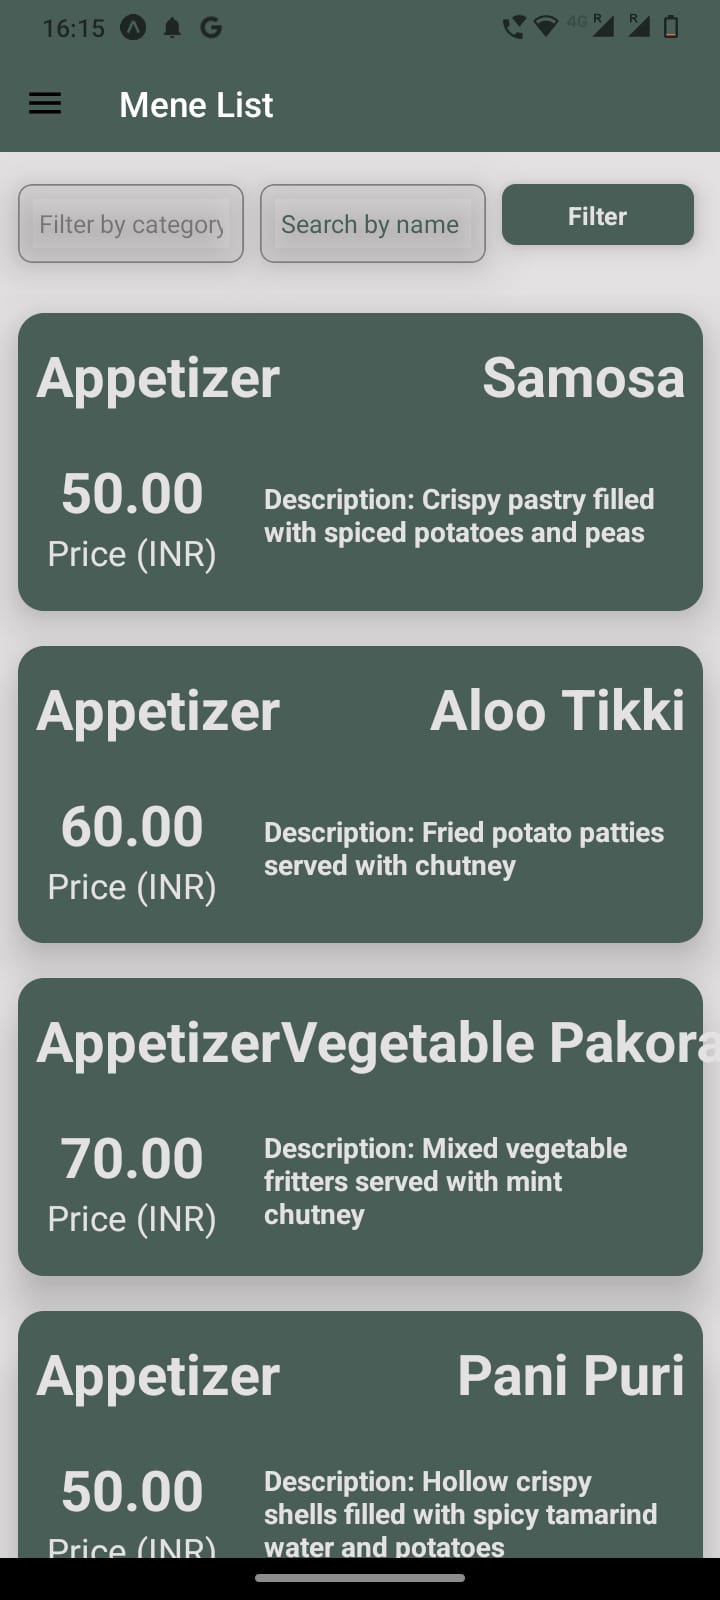 16:15 4G R R
Mene List
Filter by category Search by name Filter
Appetizer Samosa
50.00
Price (INR)
Description: Crispy pastry filled
with spiced potatoes and peas
Appetizer Aloo Tikki
60.00
Price (INR)
Description: Fried potato patties
served with chutney
AppetizerVegetable Pakora
70.00
Price (INR)
Description: Mixed vegetable
fritters served with mint
chutney
Appetizer Pani Puri
50.00
Price (INR)
Description: Hollow crispy
shells filled with spicy tamarind
water and potatoes